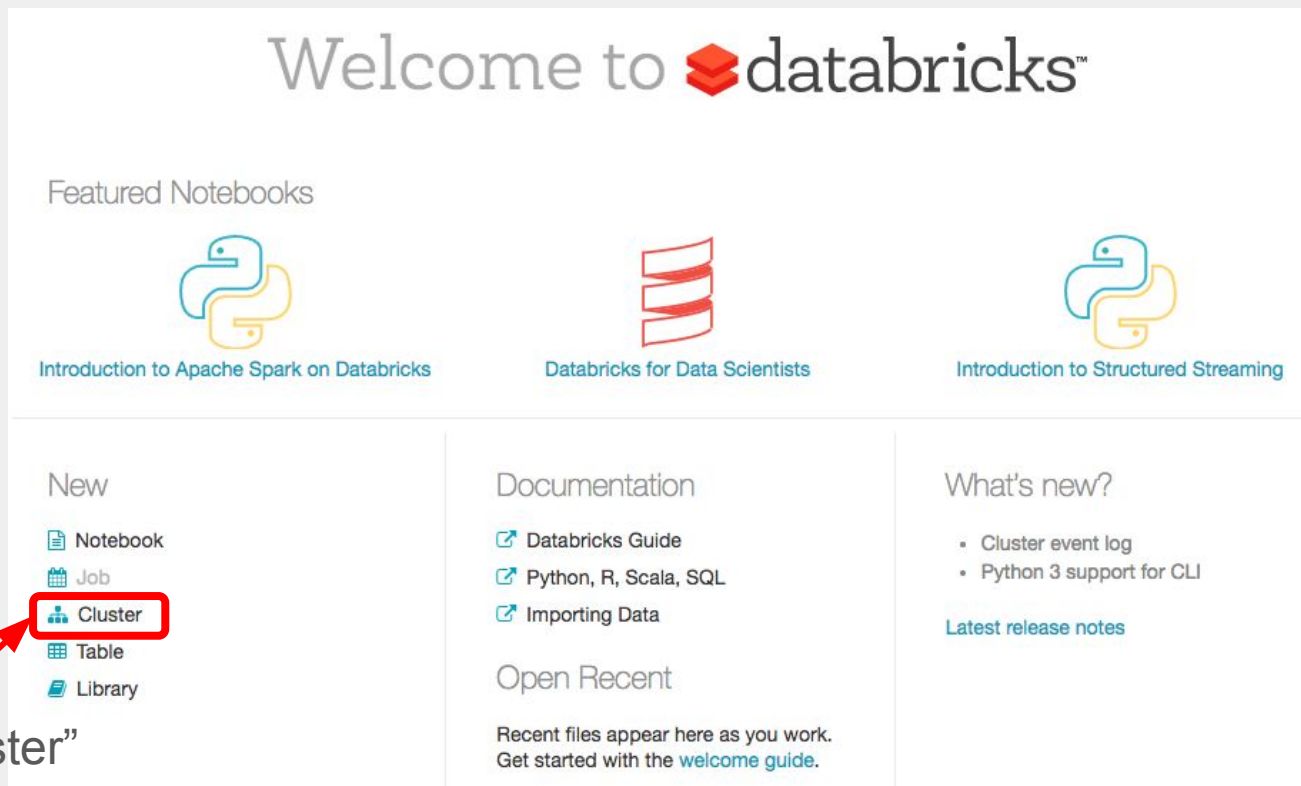 Welcome to databricks™
Featured Notebooks
Introduction to Apache Spark on Databricks
Databricks for Data Scientists
Introduction to Structured Streaming
New
Notebook
Job
Cluster
Table
Library
Documentation
Databricks Guide
Python, R, Scala, SQL
Importing Data
Open Recent
Recent files appear here as you work.
Get started with the welcome guide.
What's new?
• Cluster event log
• Python 3 support for CLI
Latest release notes
ster”